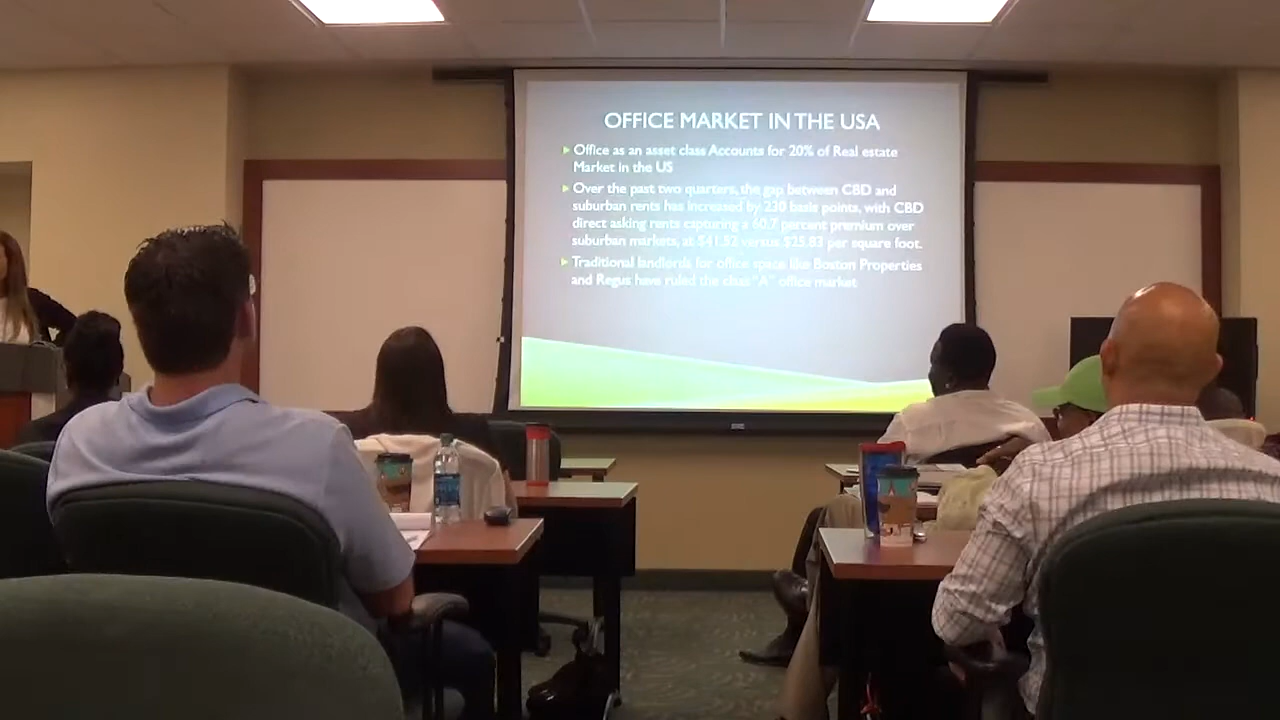 OFFICE MARKET IN THE USA
Office as an asset class Accounts for 20% of Real estate
Market in the US
Over the past two quarters, the gap between CBD and
suburban rents has increased by 230 basis points, with CBD
direct asking rents capturing a 60.7 percent premium over
suburban markets, at $41.52 versus $25.83 per square foot.
Traditional landlords for office space like Boston Properties
and Regus have ruled the class "A" office market